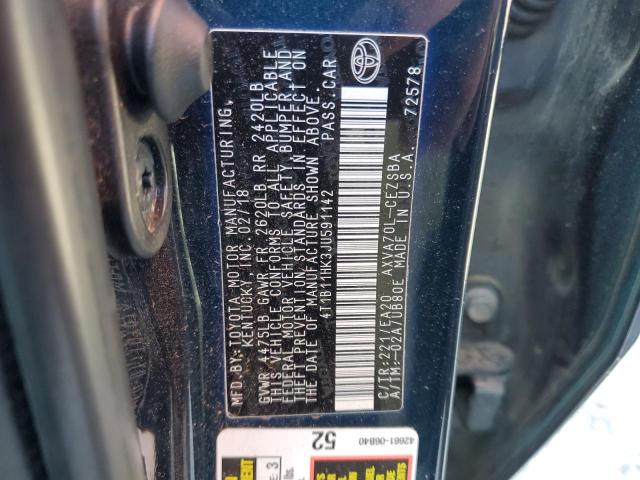 MFD.BY:TOYOTA MOTOR MANUFACTURING,
KENTUCKY, INC. 02/18
GVWR 4475LB GAWR FR 2620LB RR 2420LB
THIS VEHICLE CONFORMS TO ALL APPLICABLE
FEDERAL MOTOR VEHICLE SAFETY, BUMPER, AND
THEFT PREVENTION STANDARDS IN EFFECT ON
THE DATE OF MANUFACTURE SHOWN ABOVE.
4T1B11HK3JU591142 PASS.CAR
C/TR:221/EA20 AXVA70L-CEZSBA
A/TM:-02A/UB80E MADE IN U.S.A.
72578
52
42661-06B40